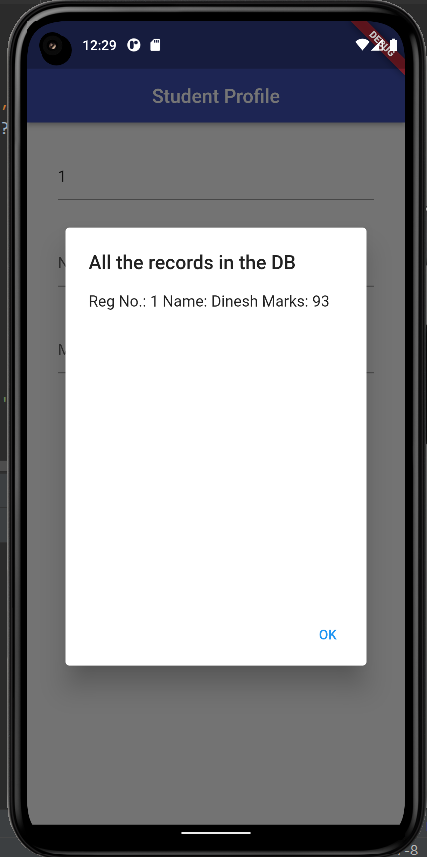 12:29
DEBUG
Student Profile
1
N
All the records in the DB
Reg No.: 1 Name: Dinesh Marks: 93
M
OK
-8